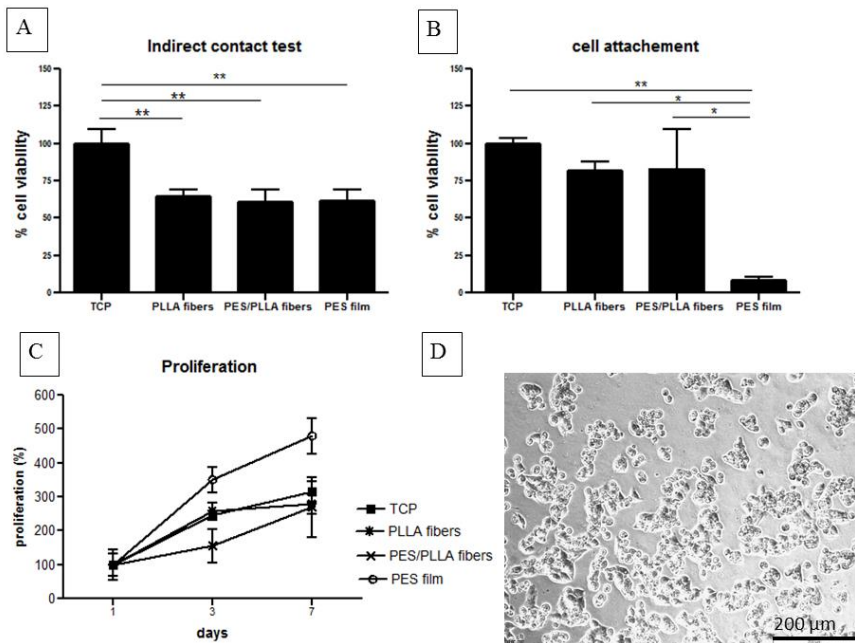 A
Indirect contact test
% cell viability
150
125
100
75
50
25
0
**
**
**
TCP PLLA fibers PES/PLLA fibers PES film
B
cell attachement
% cell viability
150
125
100
75
50
25
0
**
*
*
TCP PLLA fibers PES/PLLA fibers PES film
C
Proliferation
proliferation (%)
600
500
400
300
200
100
0
1 3 7
days
TCP
PLLA fibers
PES/PLLA fibers
PES film
D
200 µm